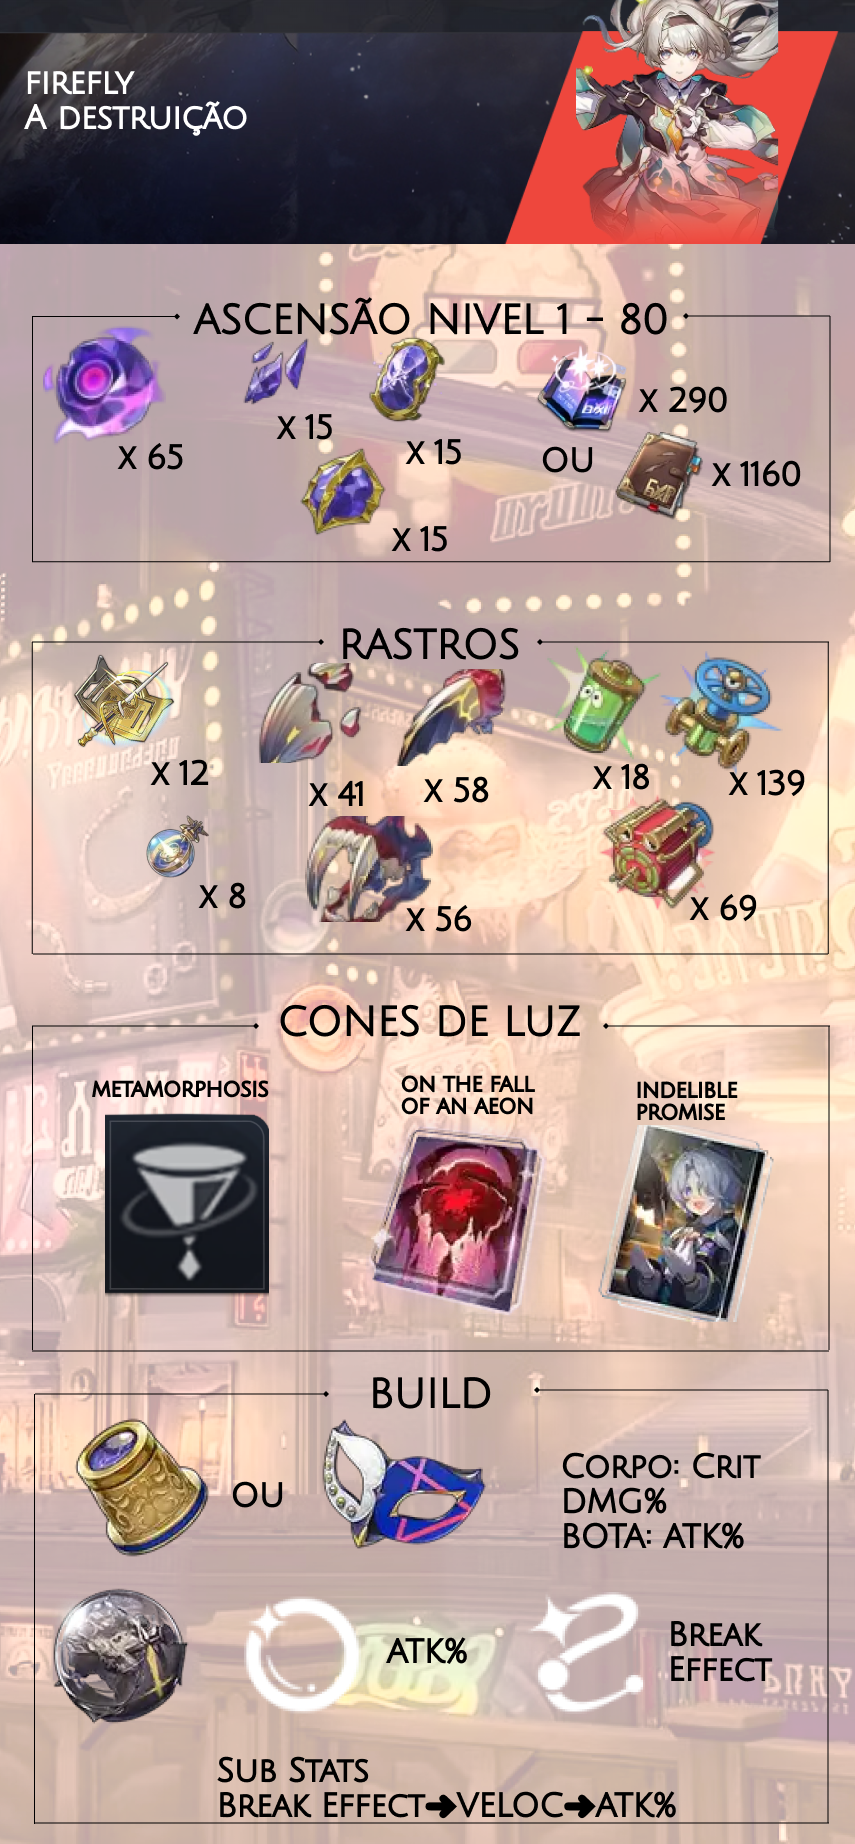 FIREFLY
A DESTRUIÇÃO
ASCENSÃO NIVEL 1 - 80
X 65
X 15
X 15
X 15
X 290
OU
X 1160
RASTROS
X 12
X 41
X 58
X 18
X 139
X 8
X 56
X 69
CONES DE LUZ
METAMORPHOSIS
ON THE FALL
OF AN AEON
INDELIBLE
PROMISE
BUILD
OU
CORPO: CRIT
DMG%
BOTA: ATK%
ATK%
BREAK
EFFECT
SUB STATS
BREAK EFFECT➜VELOC➜ATK%